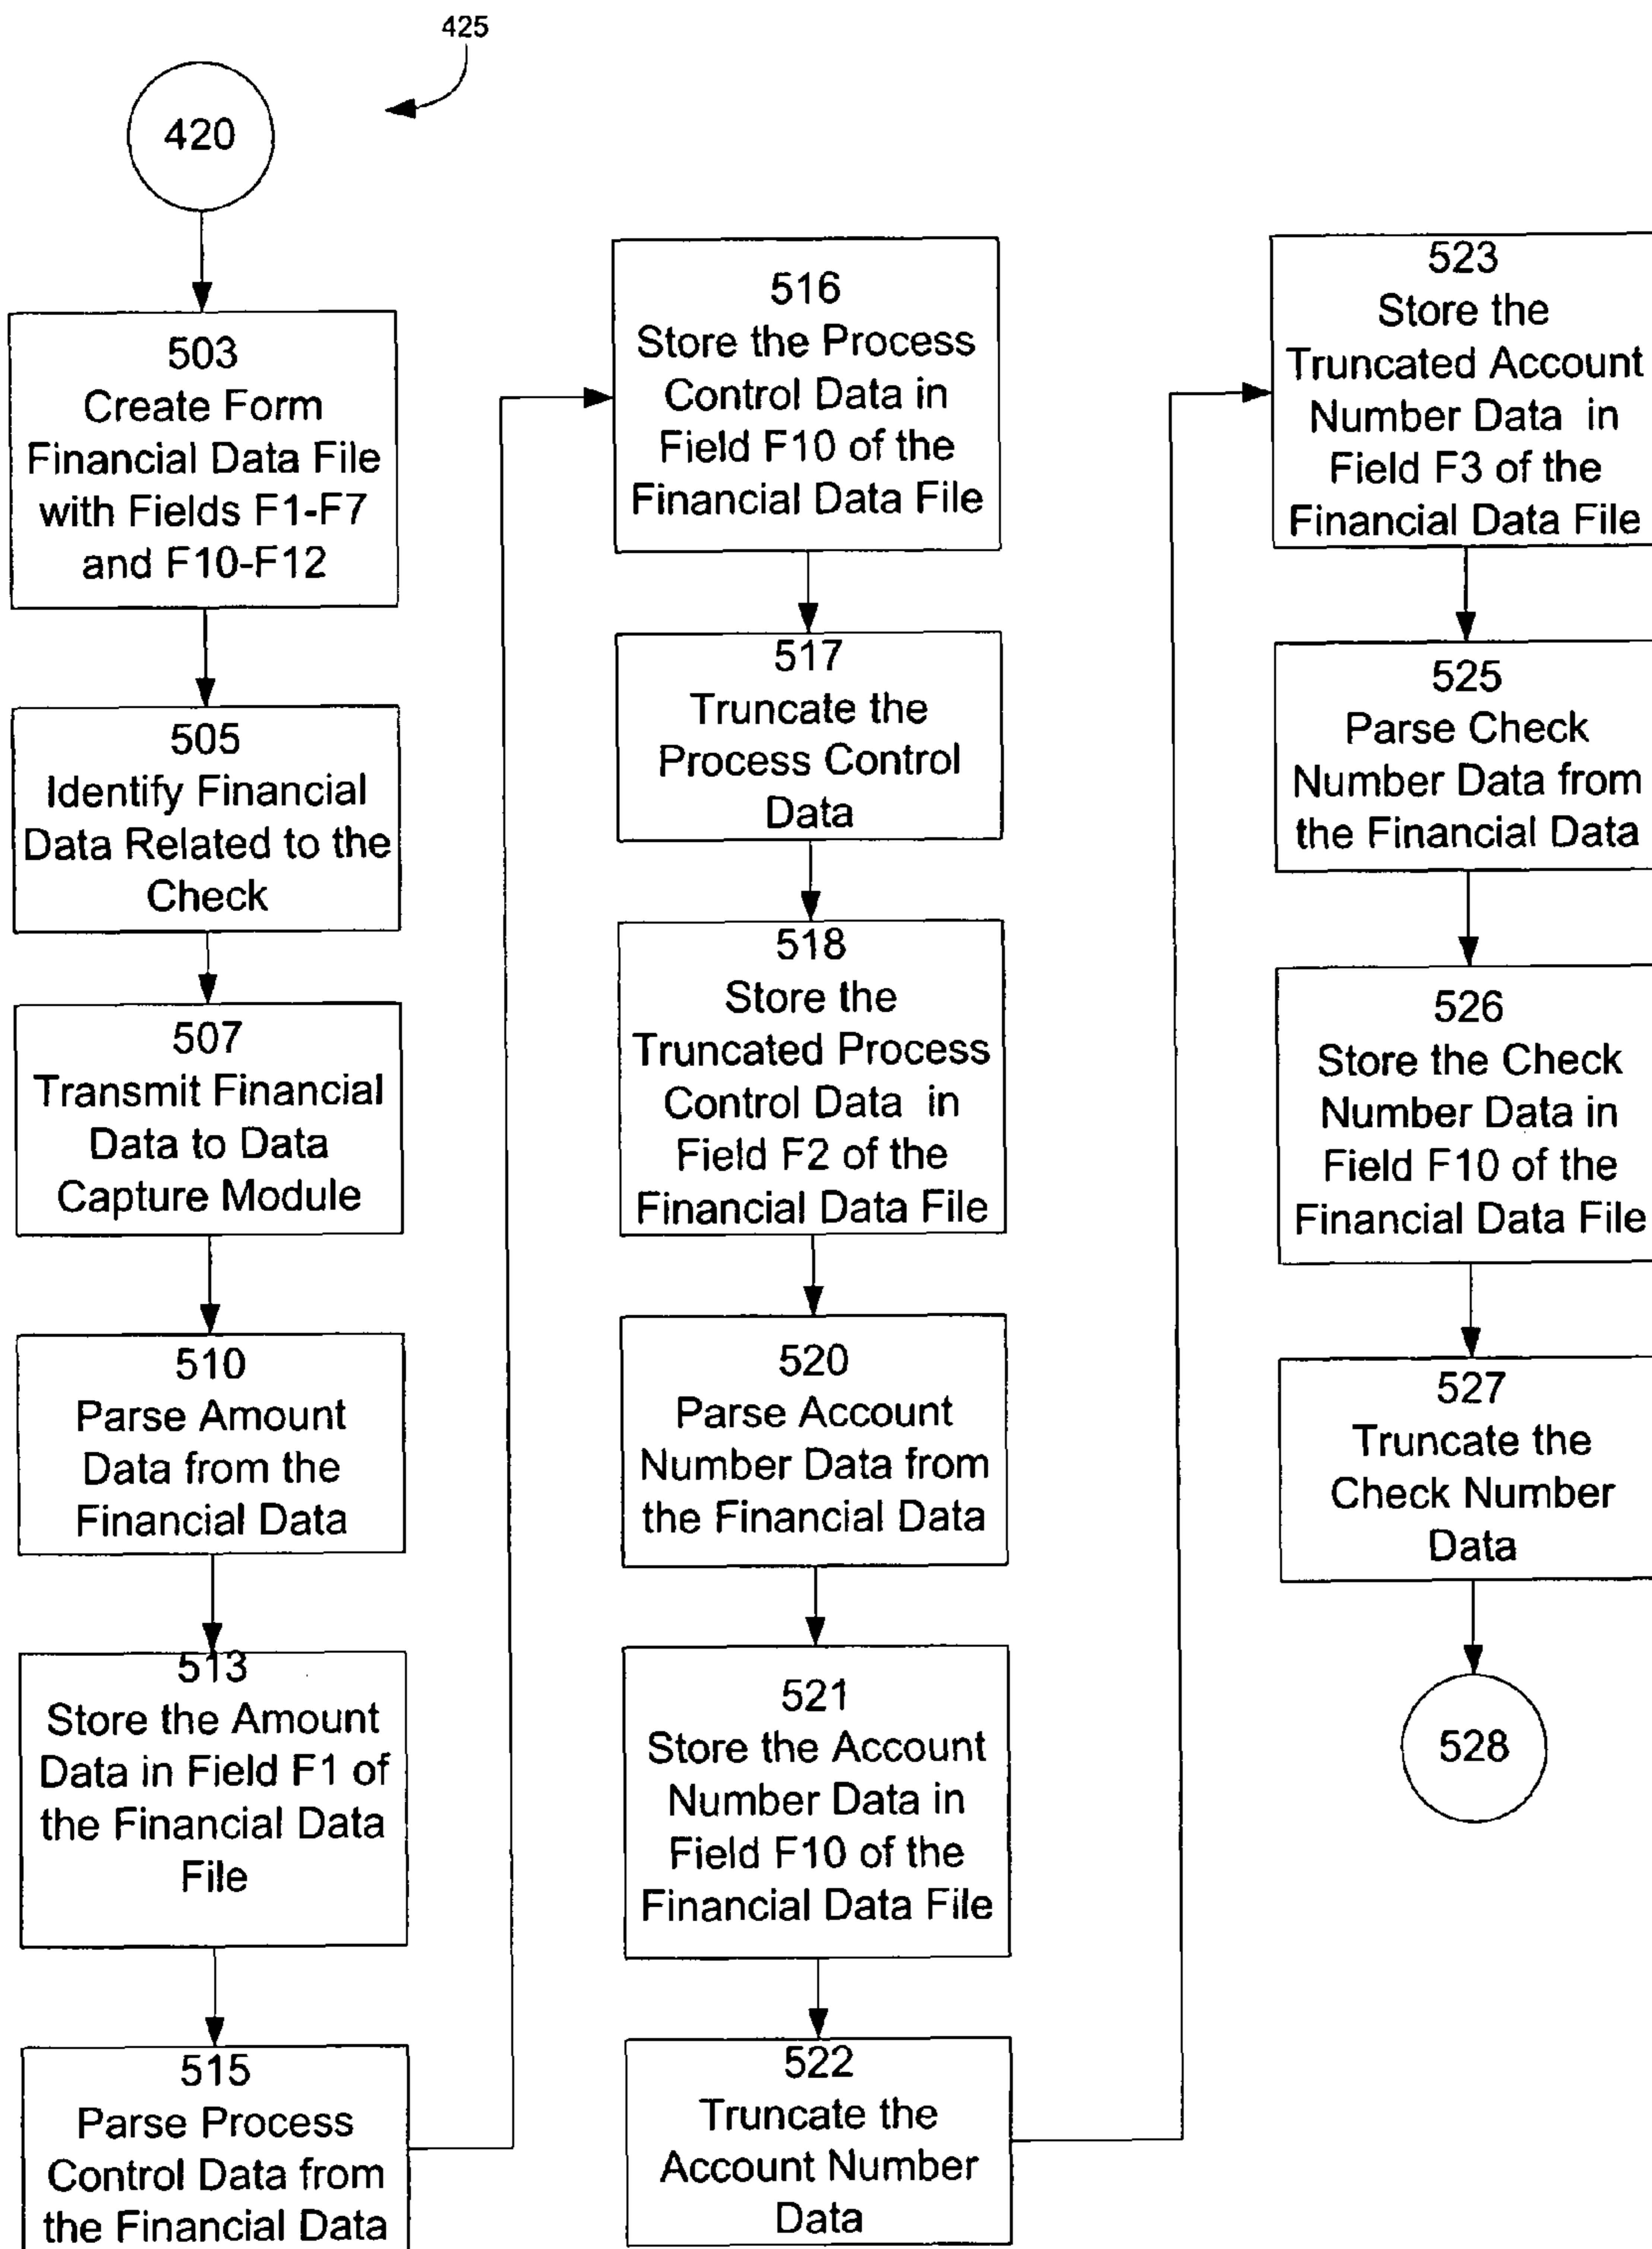 425
420
503
Create Form
Financial Data File
with Fields F1-F7
and F10-F12
505
Identify Financial
Data Related to the
Check
507
Transmit Financial
Data to Data
Capture Module
510
Parse Amount
Data from the
Financial Data
513
Store the Amount
Data in Field F1 of
the Financial Data
File
515
Parse Process
Control Data from
the Financial Data
516
Store the Process
Control Data in
Field F10 of the
Financial Data File
517
Truncate the
Process Control
Data
518
Store the
Truncated Process
Control Data in
Field F2 of the
Financial Data File
520
Parse Account
Number Data from
the Financial Data
521
Store the Account
Number Data in
Field F10 of the
Financial Data File
522
Truncate the
Account Number
Data
523
Store the
Truncated Account
Number Data in
Field F3 of the
Financial Data File
525
Parse Check
Number Data from
the Financial Data
526
Store the Check
Number Data in
Field F10 of the
Financial Data File
527
Truncate the
Check Number
Data
528